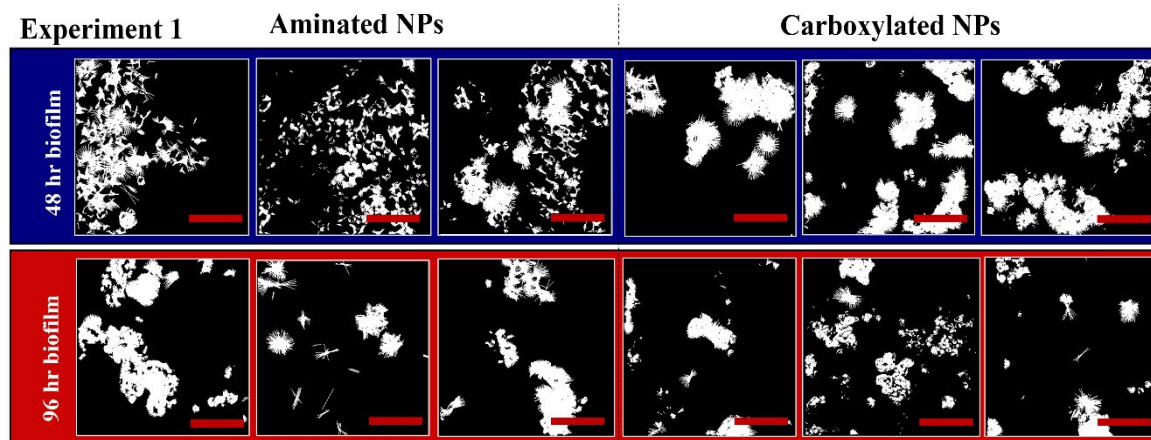 Experiment 1
Aminated NPs
Carboxylated NPs
48 hr biofilm
96 hr biofilm